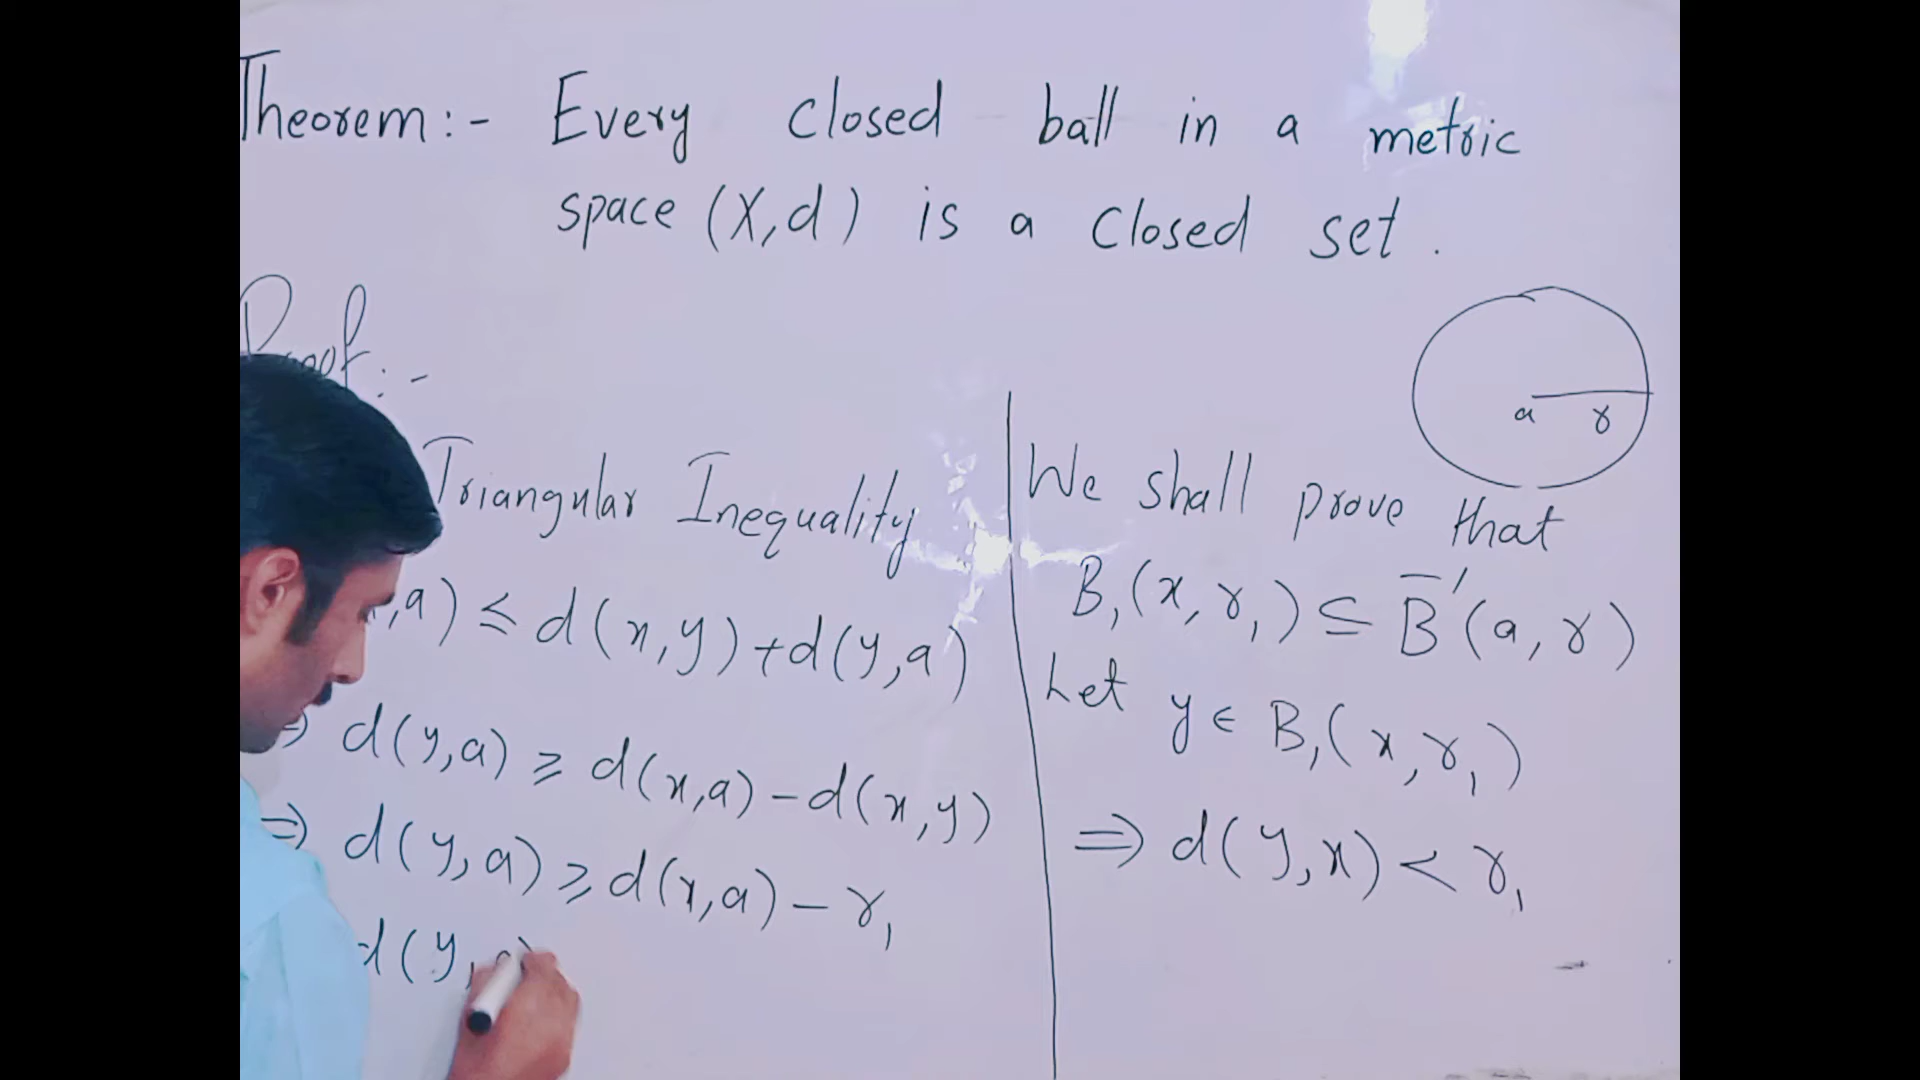 Theorem:- Every closed ball in a metric
space (X,d) is a closed set.
Proof:-
a r
Triangular Inequality
,a) ≤ d(x,y)+d(y,a)
⇒ d(y,a) ≥ d(x,a)-d(x,y)
⇒ d(y,a) ≥ d(x,a)-r₁
d(y,a)
We shall prove that
B₁(x,r₁) ⊆ B̄'(a,r)
Let y ∈ B₁(x,r₁)
⇒ d(y,x) < r₁